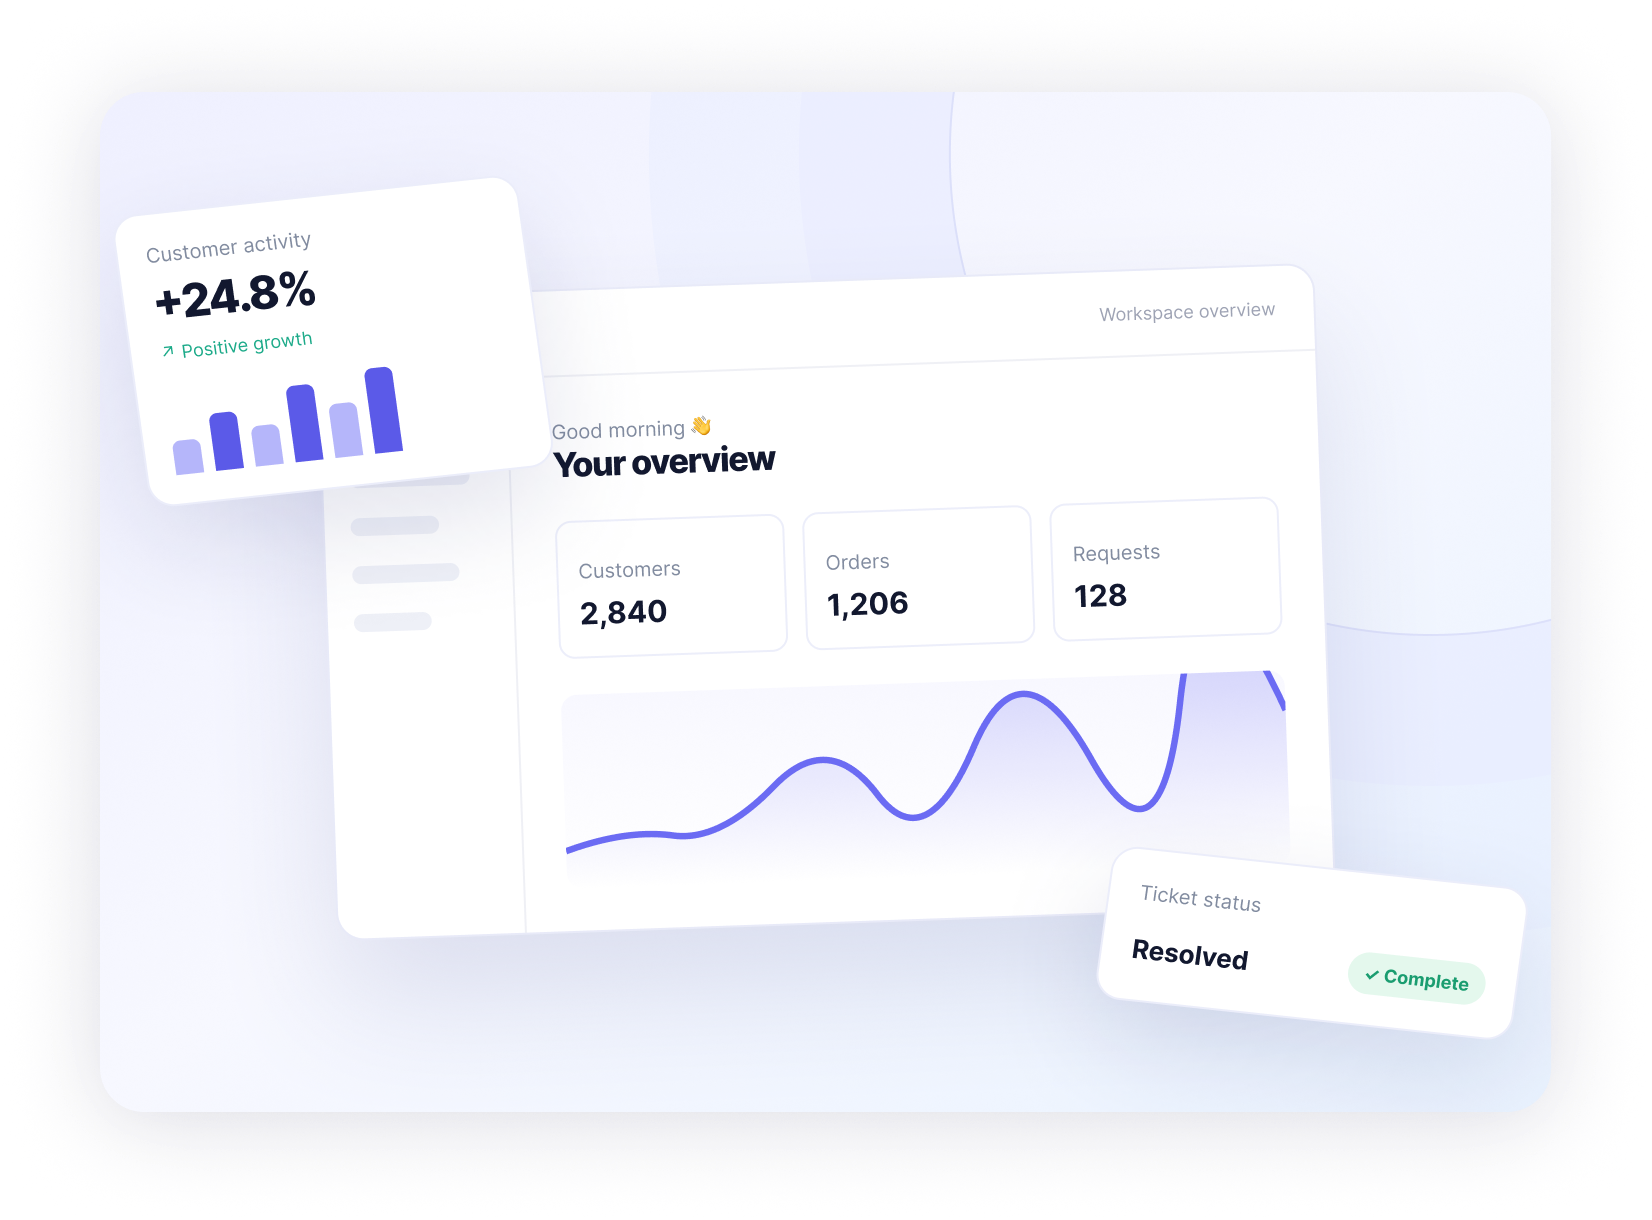 Customer activity
+24.8%
↗ Positive growth
Workspace overview
Good morning 👋
Your overview
Customers
2,840
Orders
1,206
Requests
128
Ticket status
Resolved
✓ Complete